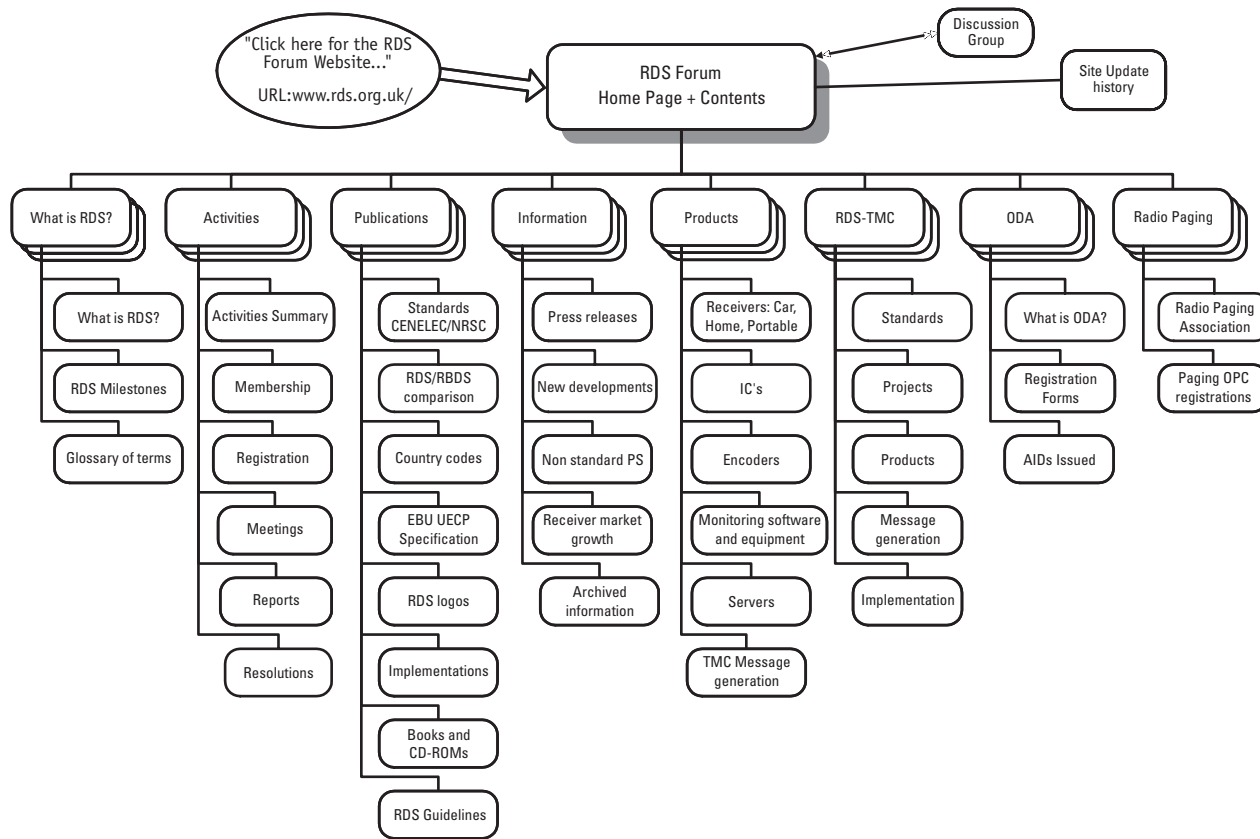 "Click here for the RDS
Forum Website..."
URL:www.rds.org.uk/
RDS Forum
Home Page + Contents
Discussion
Group
Site Update
history
What is RDS?
Activities
Publications
Information
Products
RDS-TMC
ODA
Radio Paging
What is RDS?
RDS Milestones
Glossary of terms
Activities Summary
Membership
Registration
Meetings
Reports
Resolutions
Standards
CENELEC/NRSC
RDS/RBDS
comparison
Country codes
EBU UECP
Specification
RDS logos
Implementations
Books and
CD-ROMs
RDS Guidelines
Press releases
New developments
Non standard PS
Receiver market
growth
Archived
information
Receivers: Car,
Home, Portable
IC's
Encoders
Monitoring software
and equipment
Servers
TMC Message
generation
Standards
Projects
Products
Message
generation
Implementation
What is ODA?
Registration
Forms
AIDs Issued
Radio Paging
Association
Paging OPC
registrations